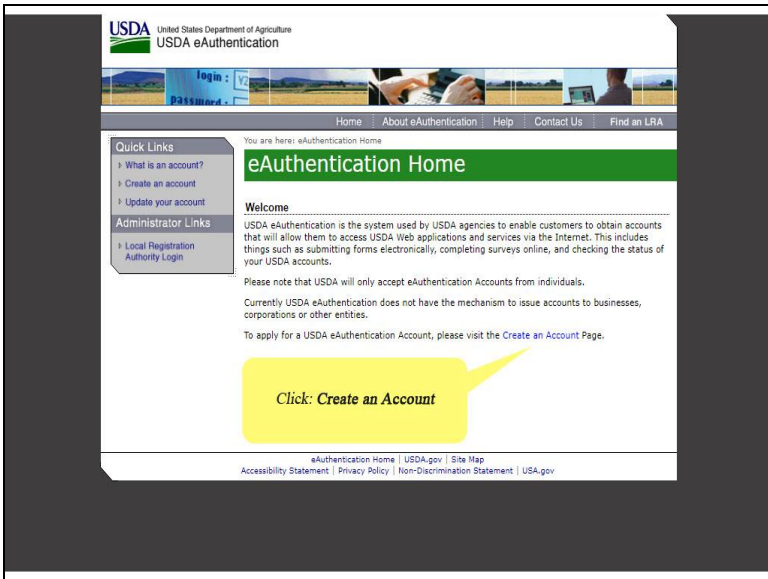 USDA United States Department of Agriculture
USDA eAuthentication
login :
password :
Home About eAuthentication Help Contact Us Find an LRA
Quick Links
What is an account?
Create an account
Update your account
Administrator Links
Local Registration
Authority Login
You are here: eAuthentication Home
eAuthentication Home
Welcome
USDA eAuthentication is the system used by USDA agencies to enable customers to obtain accounts
that will allow them to access USDA Web applications and services via the Internet. This includes
things such as submitting forms electronically, completing surveys online, and checking the status of
your USDA accounts.
Please note that USDA will only accept eAuthentication Accounts from individuals.
Currently USDA eAuthentication does not have the mechanism to issue accounts to businesses,
corporations or other entities.
To apply for a USDA eAuthentication Account, please visit the Create an Account Page.
Click: Create an Account
eAuthentication Home | USDA.gov | Site Map
Accessibility Statement | Privacy Policy | Non-Discrimination Statement | USA.gov